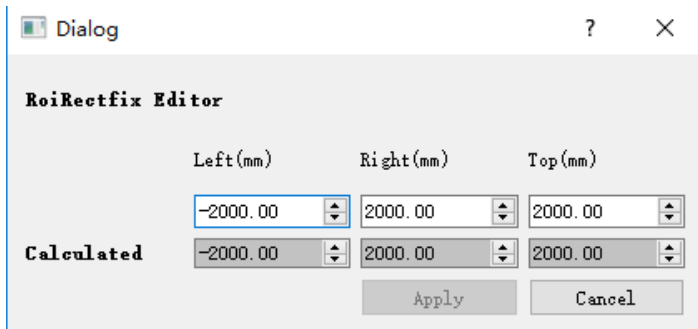 Dialog ?
RoiRectfix Editor
Left(mm) Right(mm) Top(mm)
-2000.00 2000.00 2000.00
Calculated -2000.00 2000.00 2000.00
Apply Cancel